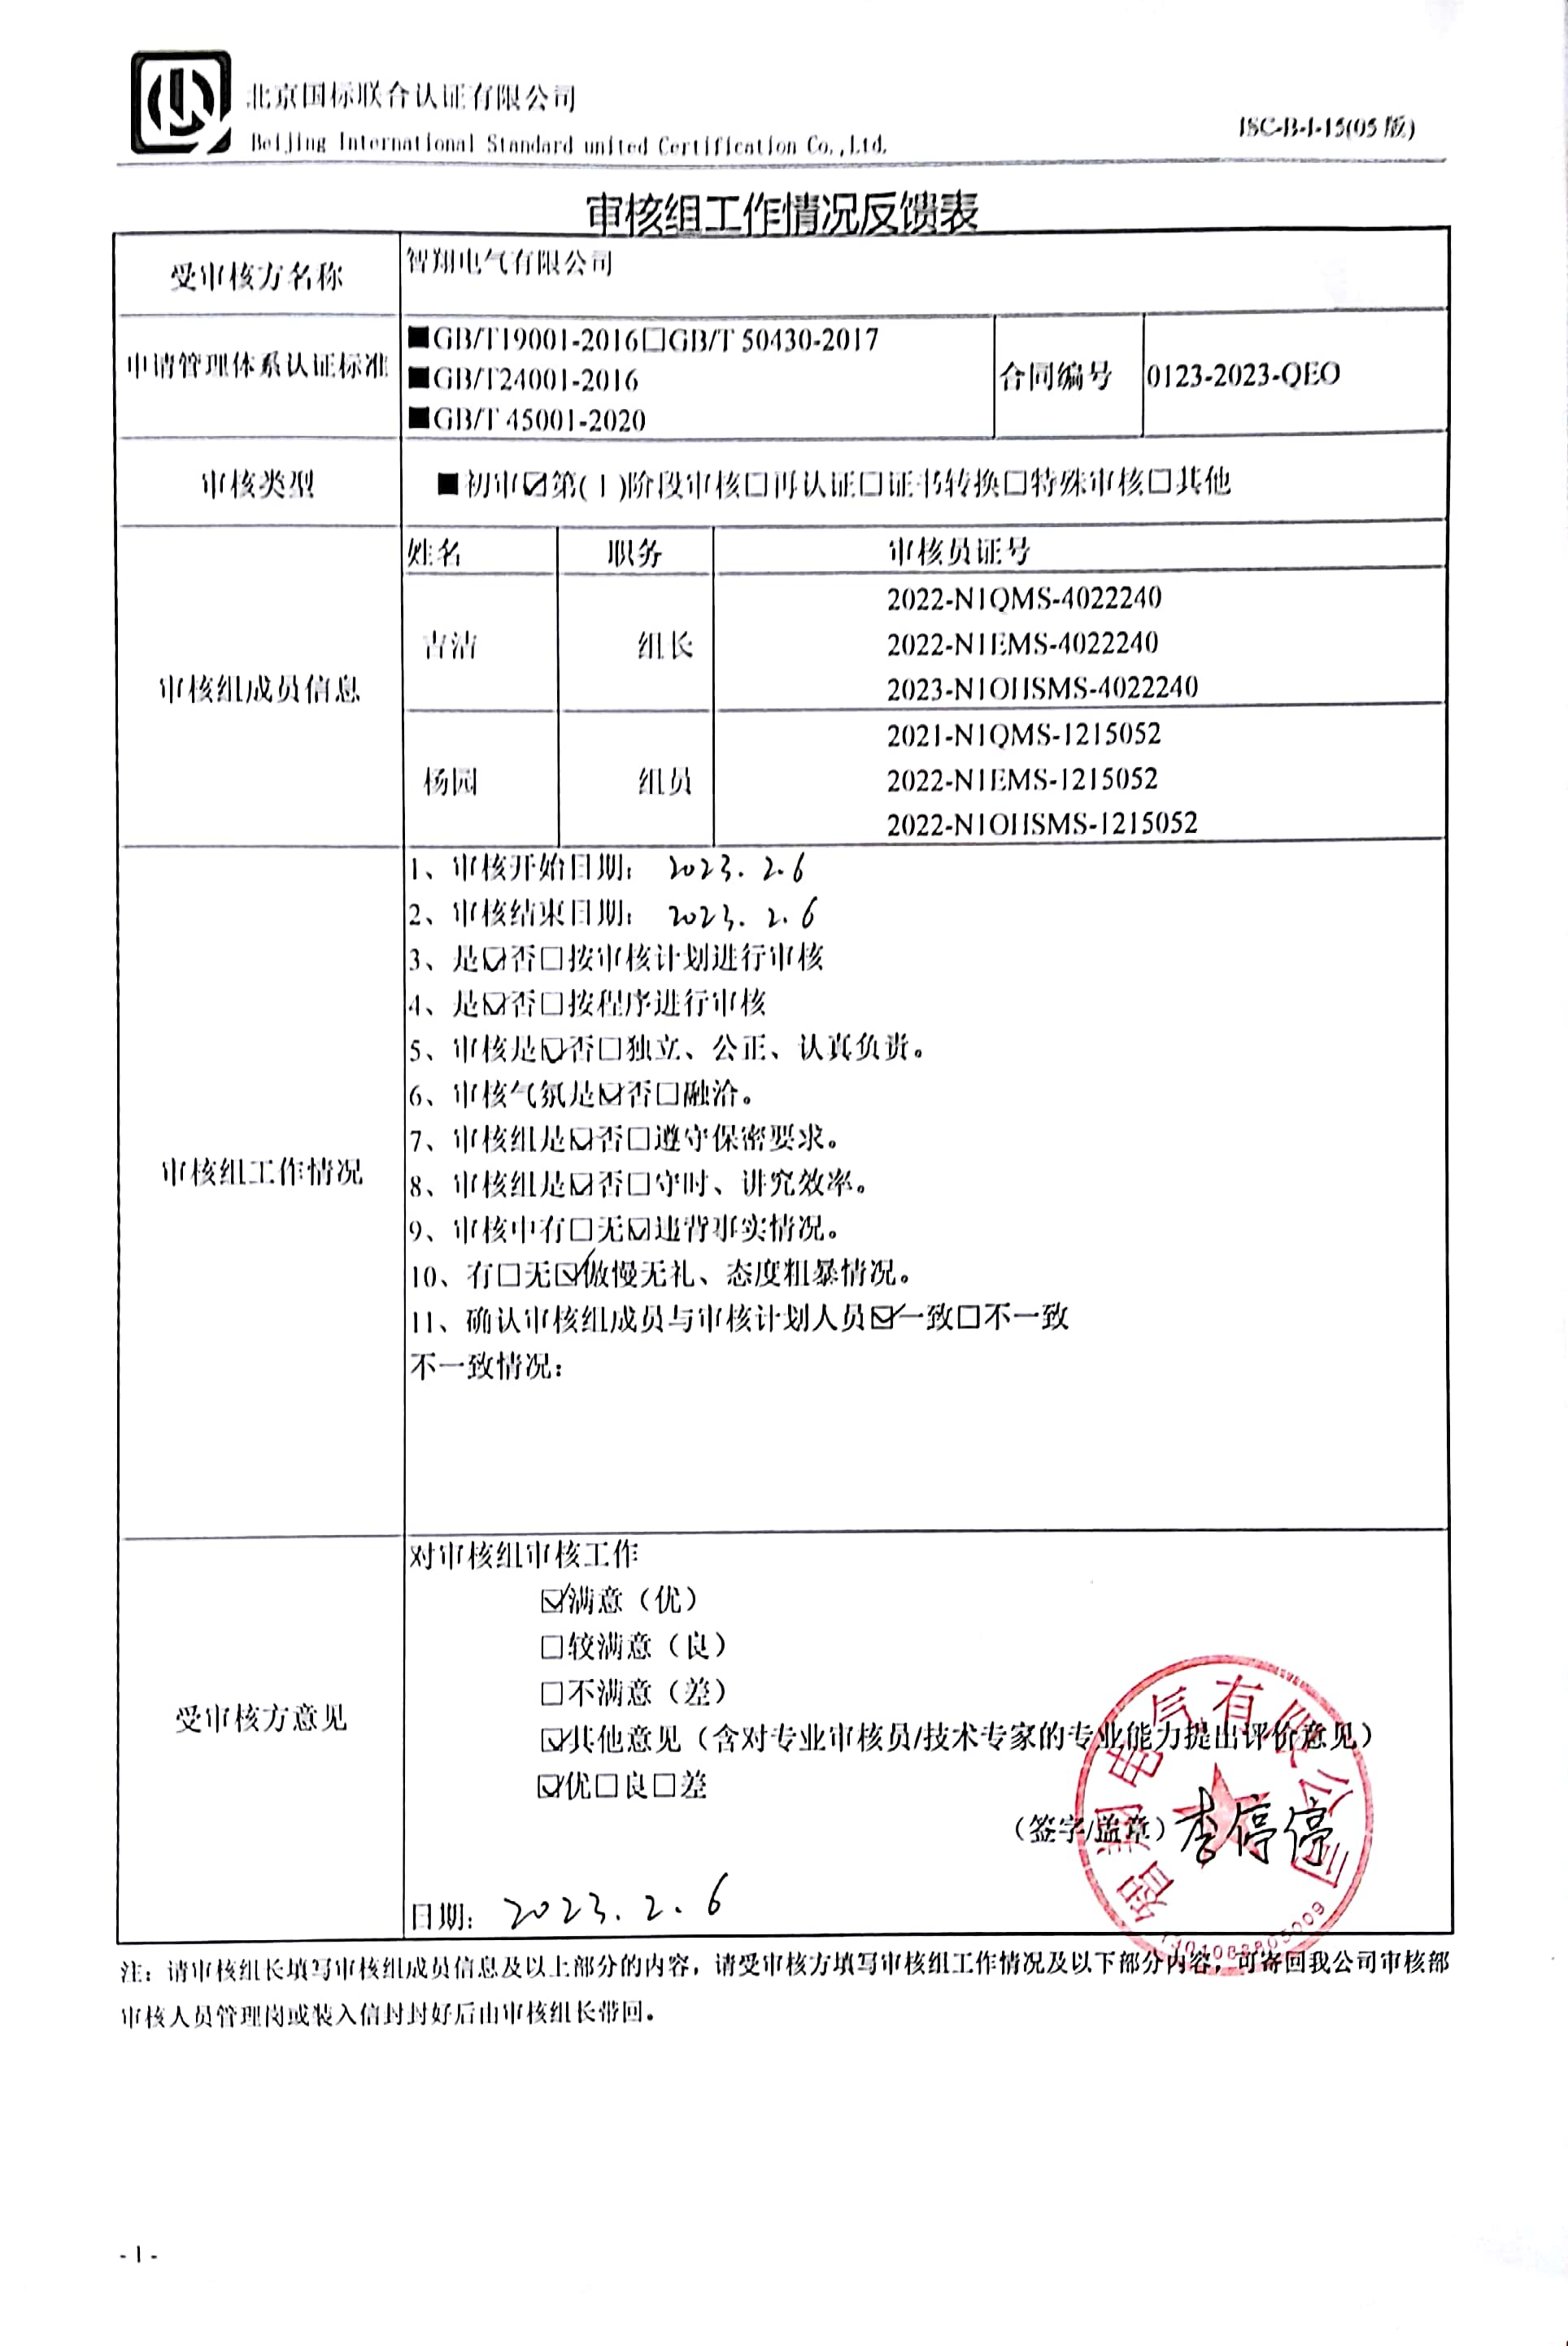 北京国标联合认证有限公司
Beijing International Standard united Certification Co.,Ltd.
ISC-B-I-15(05版)
审核组工作情况反馈表
受审核方名称
智翔电气有限公司
申请管理体系认证标准
■GB/T19001-2016□GB/T 50430-2017
■GB/T24001-2016
■GB/T 45001-2020
合同编号
0123-2023-QEO
审核类型
■初审☑第(1)阶段审核□再认证□证书转换□特殊审核□其他
审核组成员信息
姓名 职务 审核员证号
吉洁 组长
2022-N1QMS-4022240
2022-N1EMS-4022240
2023-N1OHSMS-4022240
杨园 组员
2021-N1QMS-1215052
2022-N1EMS-1215052
2022-N1OHSMS-1215052
审核组工作情况
1、审核开始日期： 2023.2.6
2、审核结束日期： 2023.2.6
3、是☑否□按审核计划进行审核
4、是☑否□按程序进行审核
5、审核是☑否□独立、公正、认真负责。
6、审核气氛是☑否□融洽。
7、审核组是☑否□遵守保密要求。
8、审核组是☑否□守时、讲究效率。
9、审核中有□无☑违背事实情况。
10、有□无☑傲慢无礼、态度粗暴情况。
11、确认审核组成员与审核计划人员☑一致□不一致
不一致情况：
受审核方意见
对审核组审核工作
☑满意（优）
□较满意（良）
□不满意（差）
☑其他意见（含对专业审核员/技术专家的专业能力提出评价意见）
☑优□良□差
（签字/盖章）李停停
智翔电气有限公司
日期： 2023.2.6
注：请审核组长填写审核组成员信息及以上部分的内容，请受审核方填写审核组工作情况及以下部分内容，可寄回我公司审核部
审核人员管理岗或装入信封封好后由审核组长带回。
- 1 -